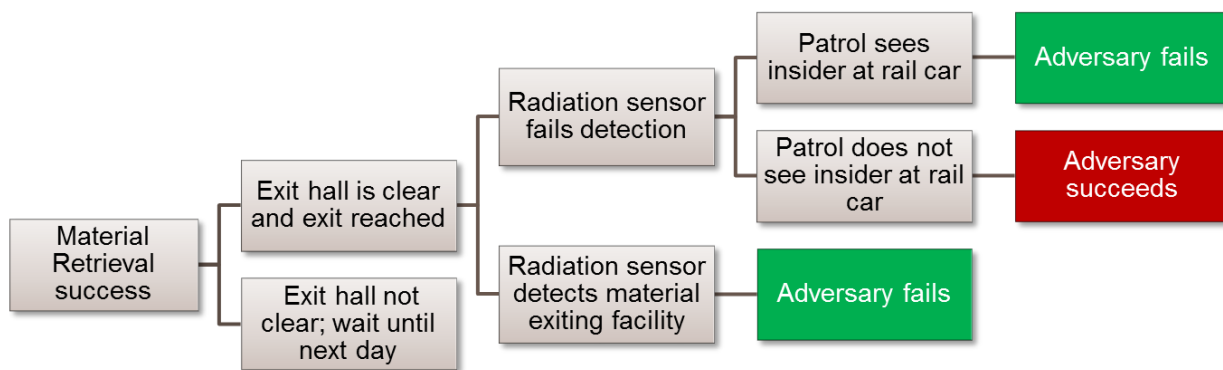 Material
Retrieval
success
Exit hall is clear
and exit reached
Exit hall not
clear; wait until
next day
Radiation sensor
fails detection
Radiation sensor
detects material
exiting facility
Patrol sees
insider at rail car
Patrol does not
see insider at rail
car
Adversary fails
Adversary fails
Adversary
succeeds